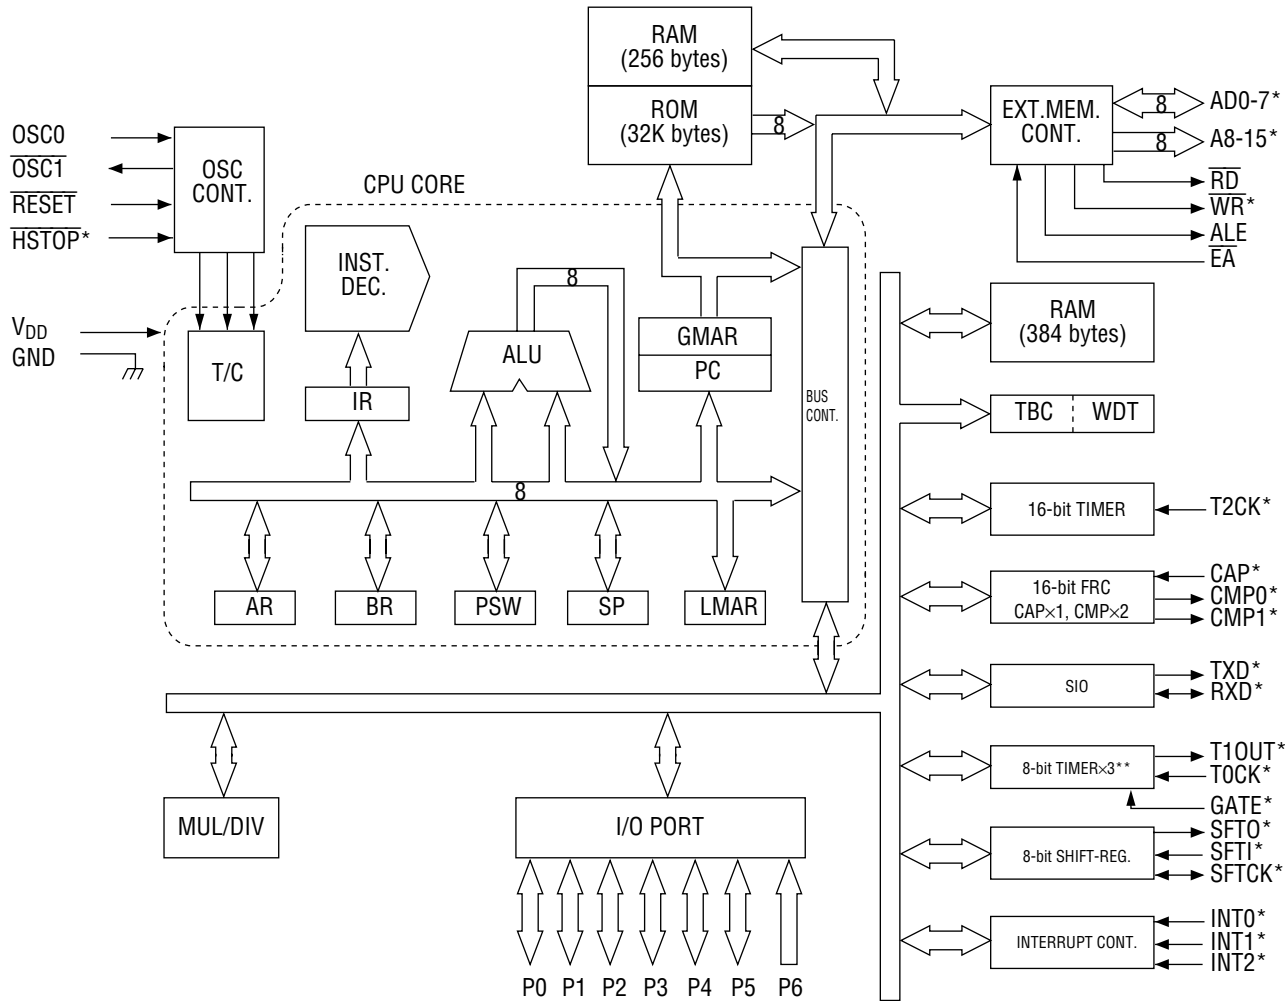 RAM
(256 bytes)
ROM
(32K bytes)
8
EXT.MEM.
CONT.
8
AD0-7*
8
A8-15*
RD
WR*
ALE
EA
OSC0
OSC1
RESET
HSTOP*
OSC
CONT.
CPU CORE
VDD
GND
T/C
INST.
DEC.
IR
8
ALU
GMAR
PC
BUS
CONT.
8
AR
BR
PSW
SP
LMAR
RAM
(384 bytes)
TBC
WDT
16-bit TIMER
T2CK*
16-bit FRC
CAP×1, CMP×2
CAP*
CMP0*
CMP1*
SIO
TXD*
RXD*
8-bit TIMER×3**
T1OUT*
T0CK*
GATE*
8-bit SHIFT-REG.
SFTO*
SFTI*
SFTCK*
INTERRUPT CONT.
INT0*
INT1*
INT2*
MUL/DIV
I/O PORT
P0 P1 P2 P3 P4 P5 P6